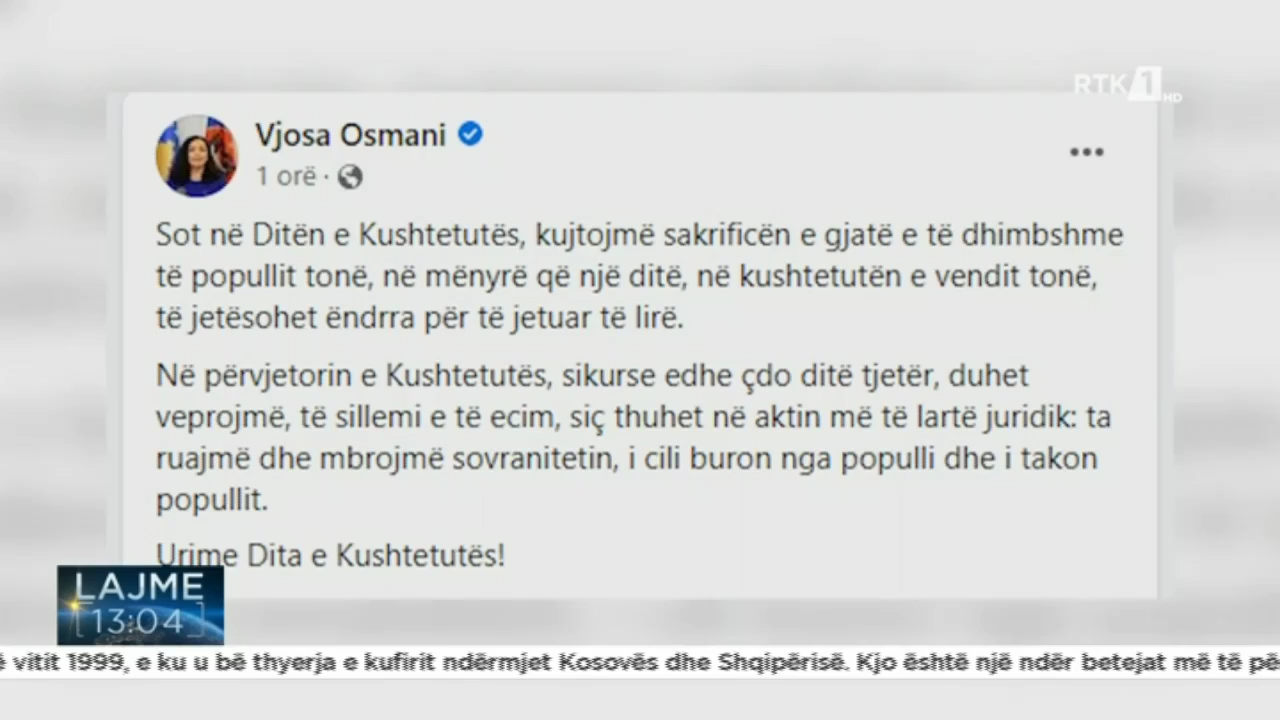 RTK 1 HD
Vjosa Osmani
1 orë ·
Sot në Ditën e Kushtetutës, kujtojmë sakrificën e gjatë e të dhimbshme
të popullit tonë, në mënyrë që një ditë, në kushtetutën e vendit tonë,
të jetësohet ëndrra për të jetuar të lirë.
Në përvjetorin e Kushtetutës, sikurse edhe çdo ditë tjetër, duhet
veprojmë, të sillemi e të ecim, siç thuhet në aktin më të lartë juridik: ta
ruajmë dhe mbrojmë sovranitetin, i cili buron nga populli dhe i takon
popullit.
Urime Dita e Kushtetutës!
LAJME
13:04
vitit 1999, e ku u bë thyerja e kufirit ndërmjet Kosovës dhe Shqipërisë. Kjo është një ndër betejat më të